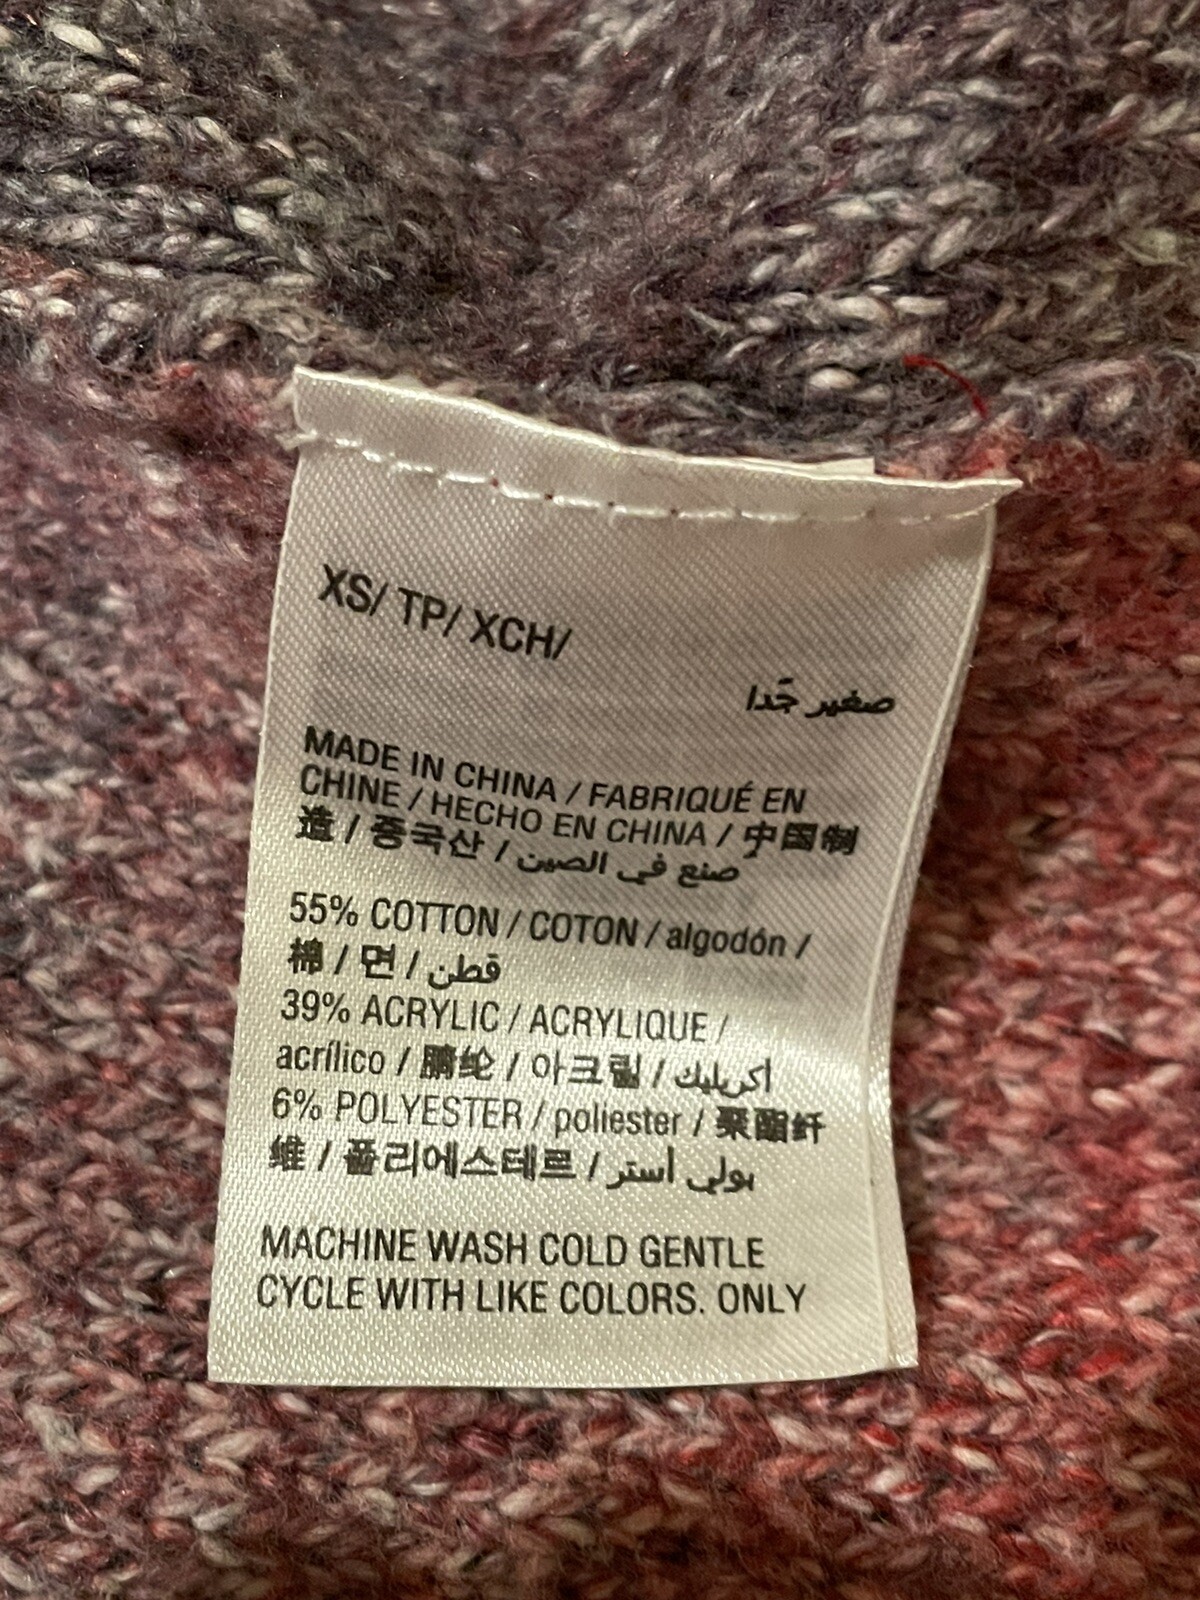 XS/ TP/ XCH/
صغير جًدا
MADE IN CHINA / FABRIQUÉ EN
CHINE / HECHO EN CHINA / 中国制
造 / 중국산 / صنع في الصين
55% COTTON / COTON / algodón /
棉 / 면 / قطن
39% ACRYLIC / ACRYLIQUE /
acrílico / 腈纶 / 아크릴 / أكريليك
6% POLYESTER / poliester / 聚酯纤
维 / 폴리에스테르 / بولي أستر
MACHINE WASH COLD GENTLE
CYCLE WITH LIKE COLORS. ONLY